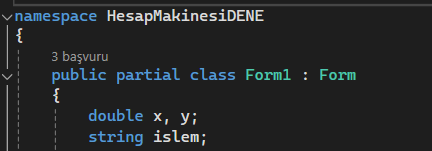 namespace HesapMakinesiDENE
{
3 başvuru
public partial class Form1 : Form
{
double x, y;
string islem;